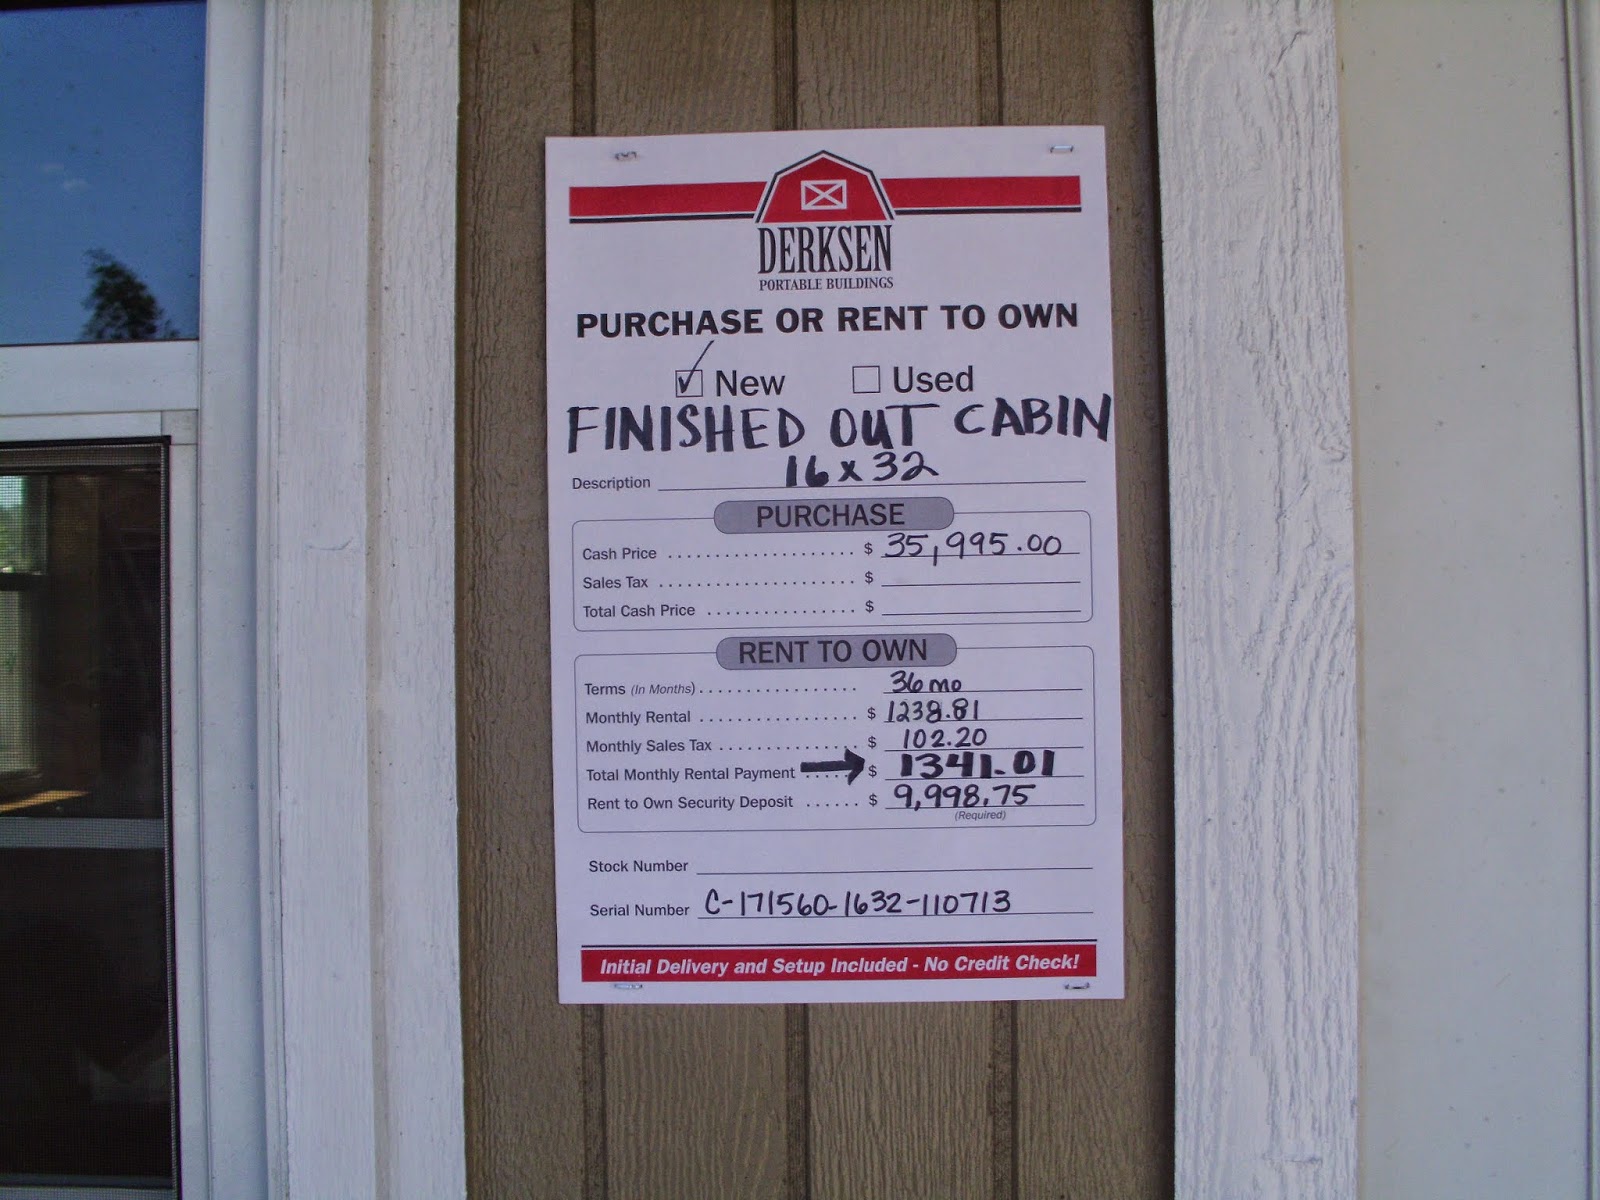 DERKSEN
PORTABLE BUILDINGS
PURCHASE OR RENT TO OWN
New Used
FINISHED OUT CABIN
Description 16 x 32
PURCHASE
Cash Price . . . . . . . . . . . . . . . . . . . . $ 35,995.00
Sales Tax . . . . . . . . . . . . . . . . . . . . . $
Total Cash Price . . . . . . . . . . . . . . . . $
RENT TO OWN
Terms (In Months) . . . . . . . . . . . . . . . . . 36 mo
Monthly Rental . . . . . . . . . . . . . . . . . $ 1238.81
Monthly Sales Tax . . . . . . . . . . . . . . . $ 102.20
Total Monthly Rental Payment . . . . . $ 1341.01
Rent to Own Security Deposit . . . . . . $ 9,998.75
(Required)
Stock Number
Serial Number C-171560-1632-110713
Initial Delivery and Setup Included - No Credit Check!